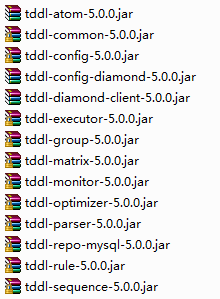 tddl-atom-5.0.0.jar
tddl-common-5.0.0.jar
tddl-config-5.0.0.jar
tddl-config-diamond-5.0.0.jar
tddl-diamond-client-5.0.0.jar
tddl-executor-5.0.0.jar
tddl-group-5.0.0.jar
tddl-matrix-5.0.0.jar
tddl-monitor-5.0.0.jar
tddl-optimizer-5.0.0.jar
tddl-parser-5.0.0.jar
tddl-repo-mysql-5.0.0.jar
tddl-rule-5.0.0.jar
tddl-sequence-5.0.0.jar